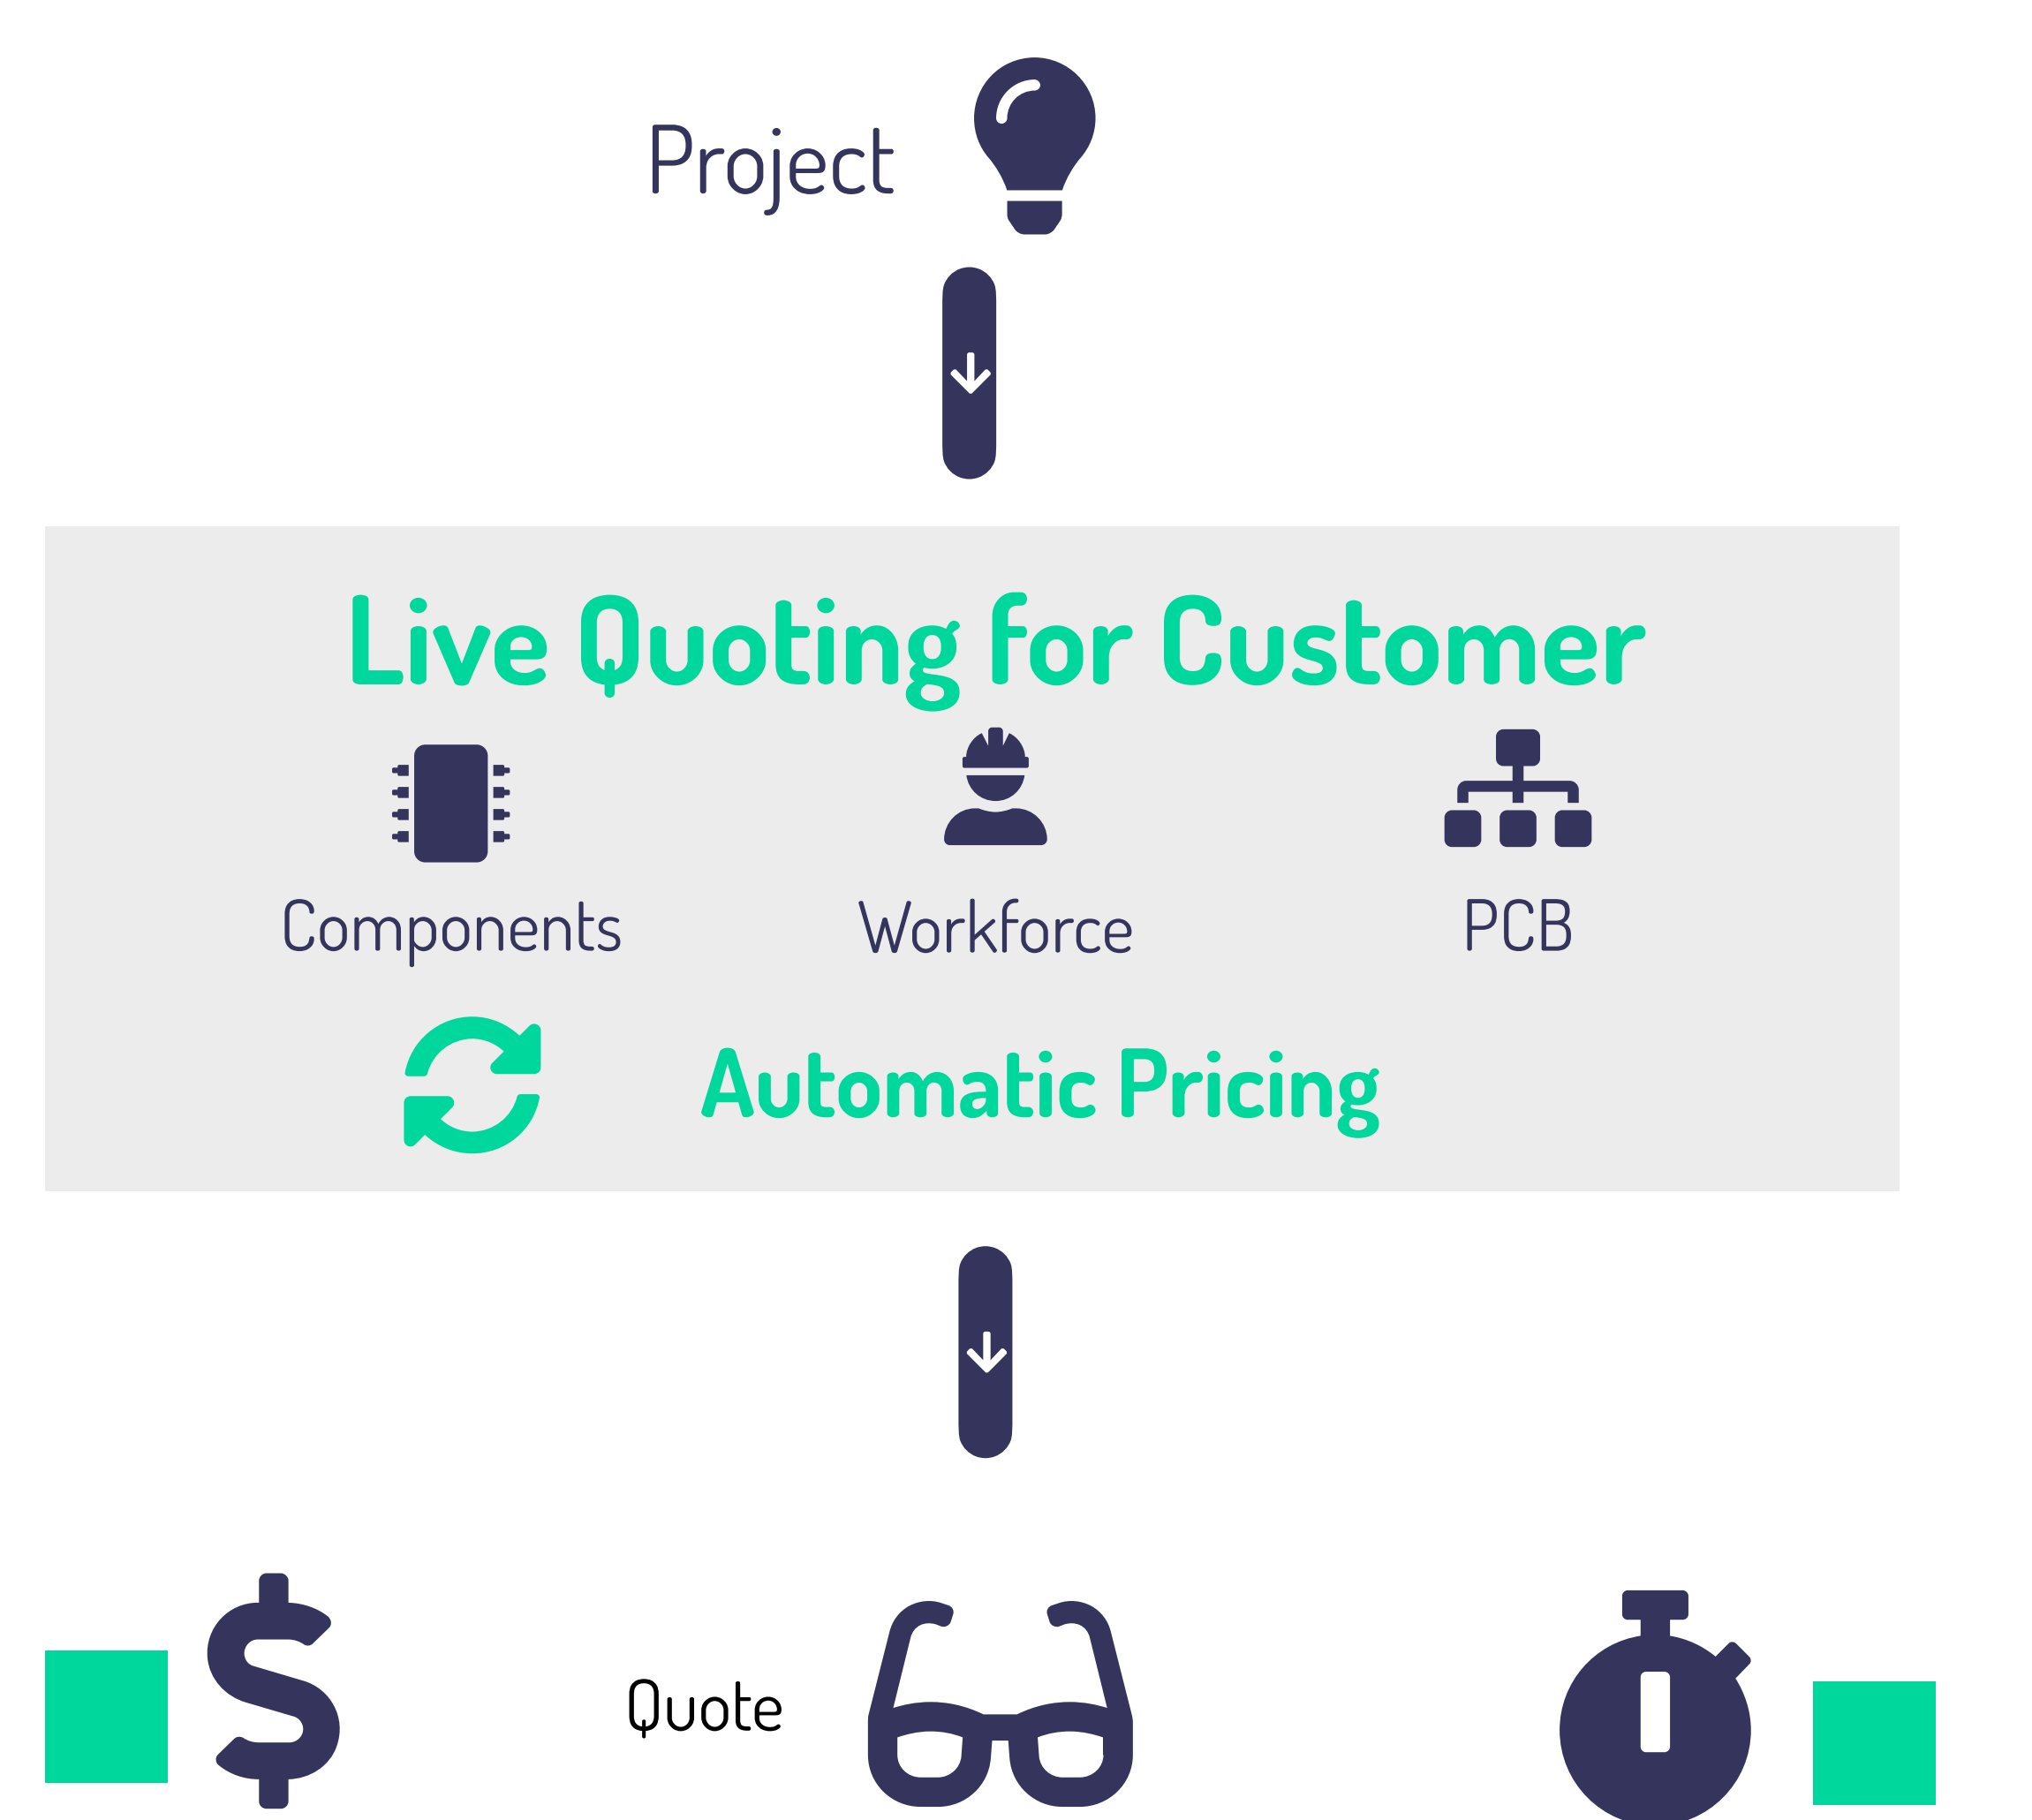 Project
Live Quoting for Customer
Components
Workforce
PCB
Automatic Pricing
Quote